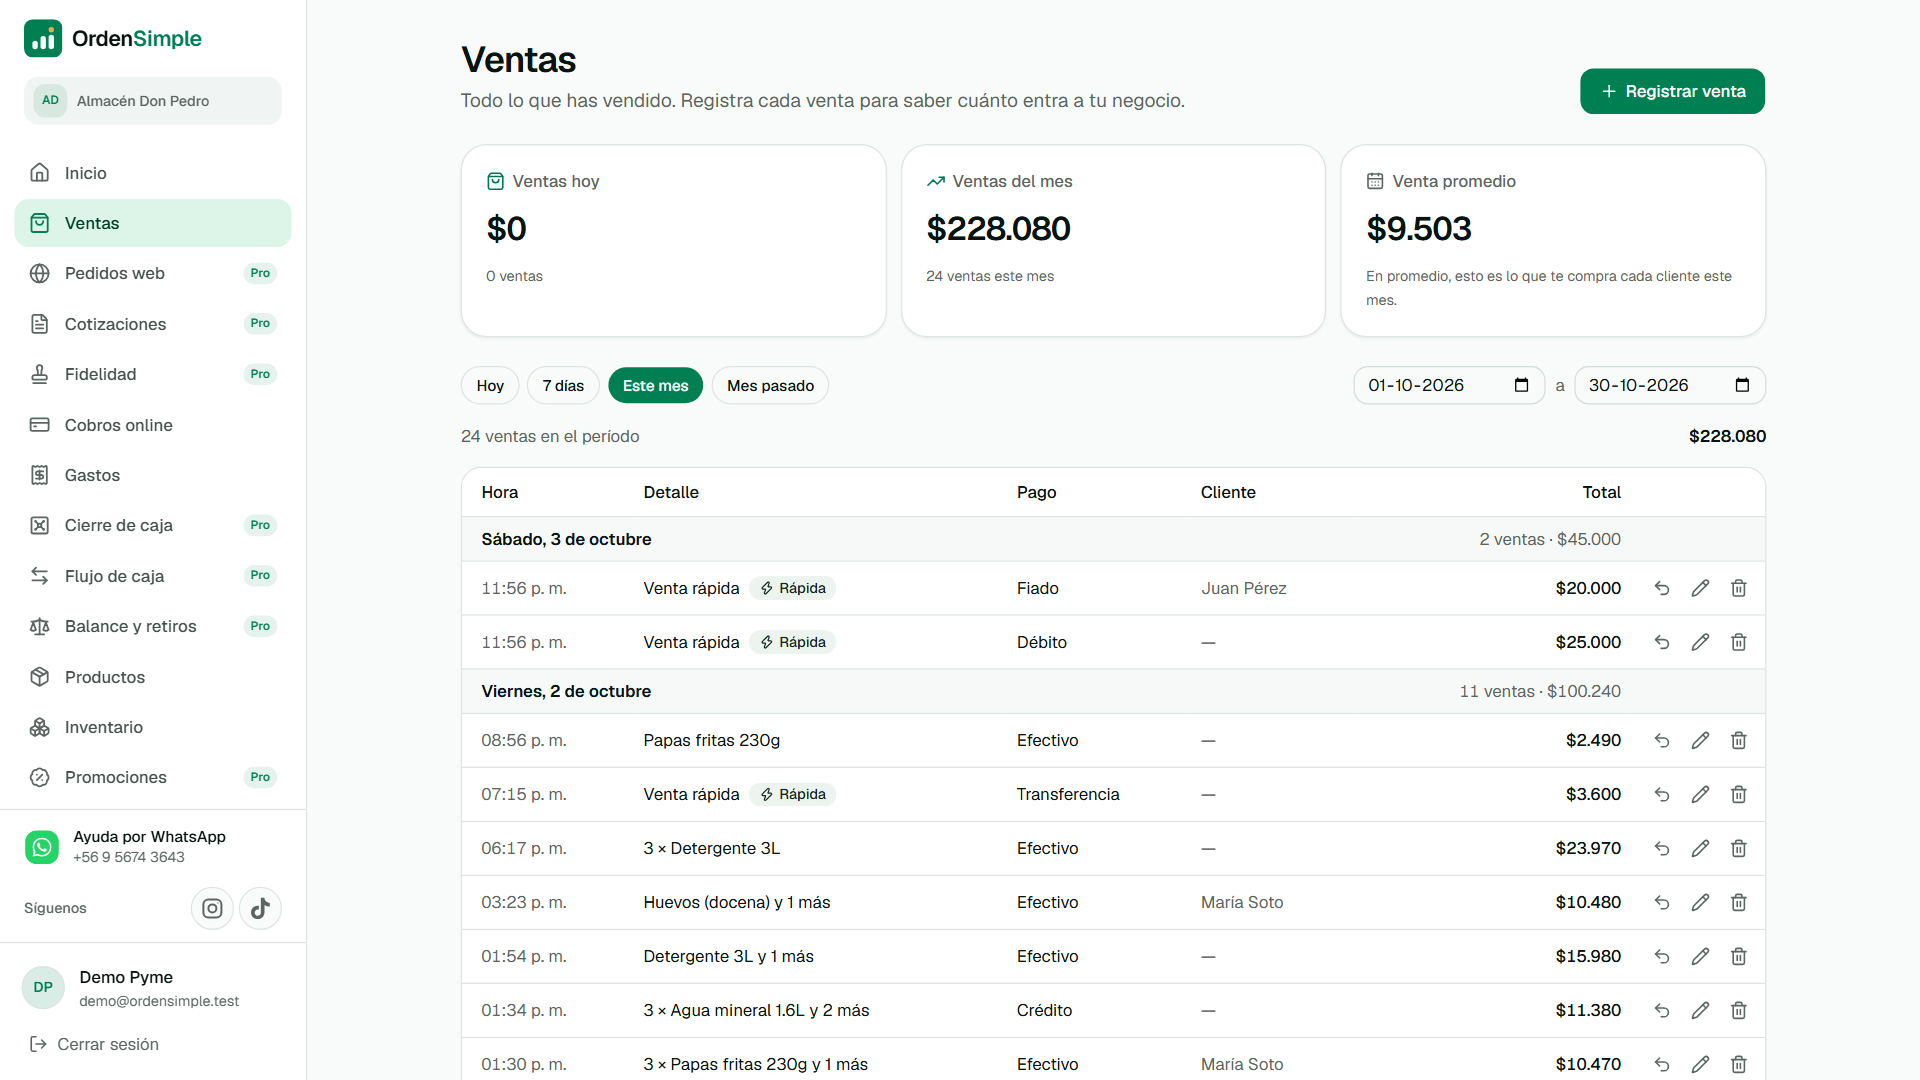 OrdenSimple
AD Almacén Don Pedro
Inicio
Ventas
Pedidos web Pro
Cotizaciones Pro
Fidelidad Pro
Cobros online
Gastos
Cierre de caja Pro
Flujo de caja Pro
Balance y retiros Pro
Productos
Inventario
Promociones Pro
Ayuda por WhatsApp
+56 9 5674 3643
Síguenos
DP Demo Pyme
demo@ordensimple.test
Cerrar sesión
Ventas
Todo lo que has vendido. Registra cada venta para saber cuánto entra a tu negocio.
+ Registrar venta
Ventas hoy
$0
0 ventas
Ventas del mes
$228.080
24 ventas este mes
Venta promedio
$9.503
En promedio, esto es lo que te compra cada cliente este
mes.
Hoy 7 días Este mes Mes pasado 01-10-2026 a 30-10-2026
24 ventas en el período $228.080
Hora Detalle Pago Cliente Total
Sábado, 3 de octubre 2 ventas · $45.000
11:56 p. m. Venta rápida Rápida Fiado Juan Pérez $20.000
11:56 p. m. Venta rápida Rápida Débito — $25.000
Viernes, 2 de octubre 11 ventas · $100.240
08:56 p. m. Papas fritas 230g Efectivo — $2.490
07:15 p. m. Venta rápida Rápida Transferencia — $3.600
06:17 p. m. 3 × Detergente 3L Efectivo — $23.970
03:23 p. m. Huevos (docena) y 1 más Efectivo María Soto $10.480
01:54 p. m. Detergente 3L y 1 más Efectivo — $15.980
01:34 p. m. 3 × Agua mineral 1.6L y 2 más Crédito — $11.380
01:30 p. m. 3 × Papas fritas 230g y 1 más Efectivo María Soto $10.470